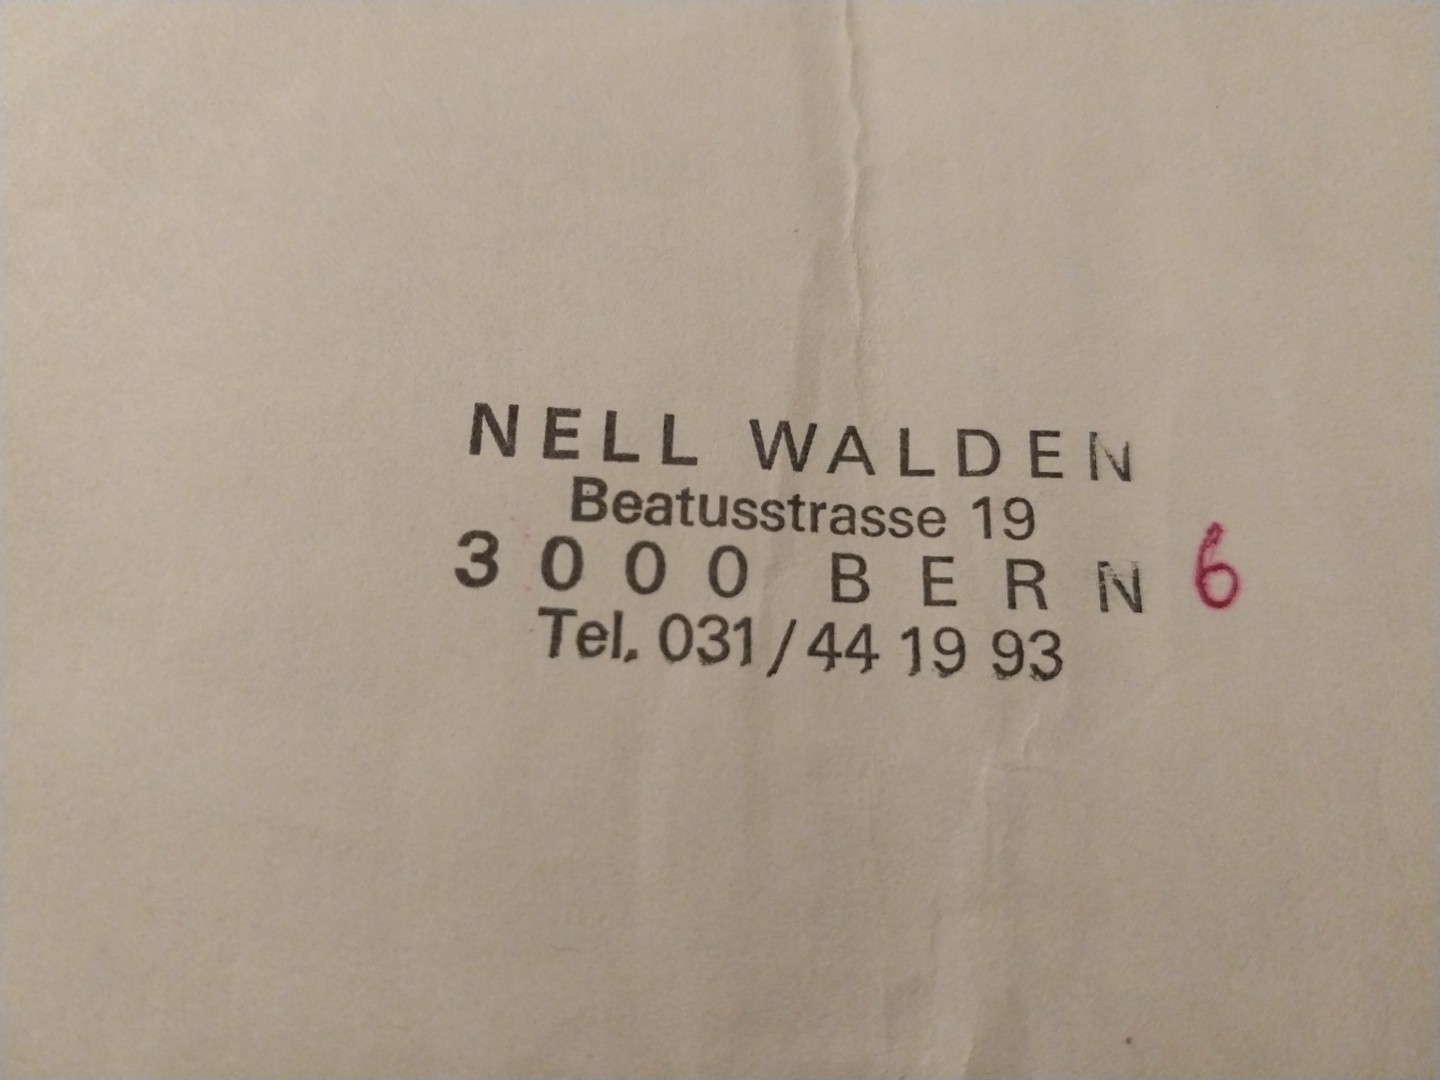 NELL WALDEN
Beatusstrasse 19
3000 BERN 6
Tel. 031/44 19 93